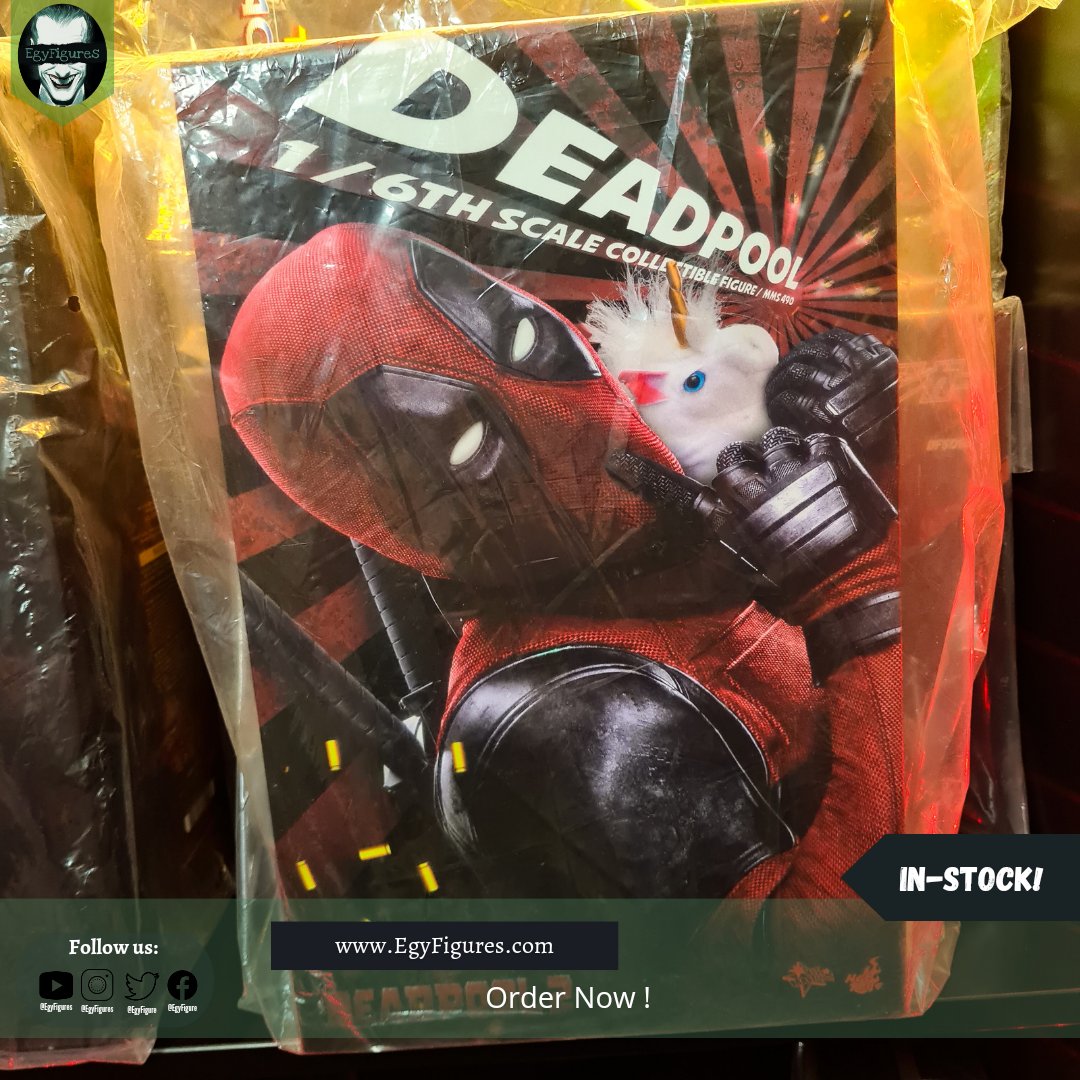 EgyFigures
DEADPOOL
1/6TH SCALE COLLECTIBLE FIGURE / MMS 490
IN-STOCK!
Follow us:
www.EgyFigures.com
@EgyFigures @EgyFigures @EgyFigure @EgyFigure
Order Now !
DEADPOOL 2